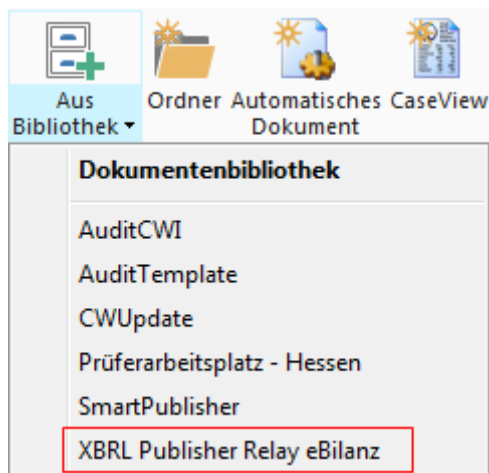 Aus Bibliothek
Ordner
Automatisches Dokument
CaseView
Dokumentenbibliothek
AuditCWI
AuditTemplate
CWUpdate
Prüferarbeitsplatz - Hessen
SmartPublisher
XBRL Publisher Relay eBilanz